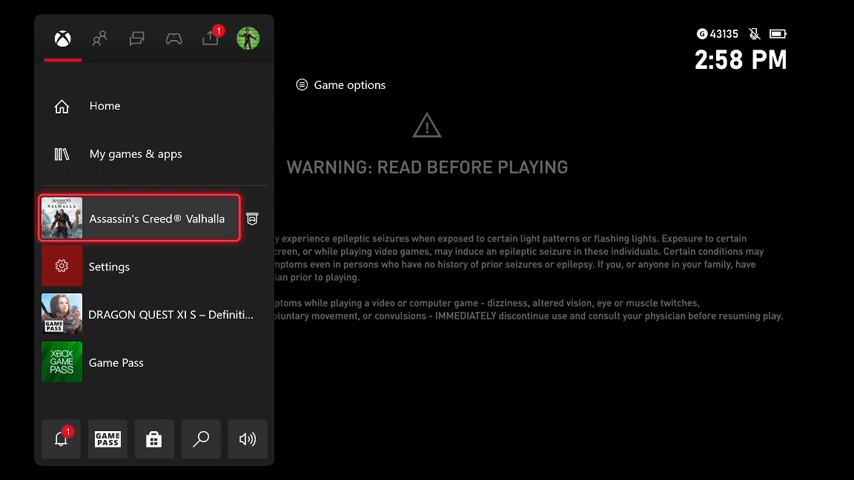 1
G 43135
2:58 PM
Game options
Home
My games & apps
Assassin's Creed® Valhalla
Settings
DRAGON QUEST XI S – Definiti...
GAME PASS
XBOX
GAME
PASS
Game Pass
1
GAME
PASS
WARNING: READ BEFORE PLAYING
y experience epileptic seizures when exposed to certain light patterns or flashing lights. Exposure to certain
creen, or while playing video games, may induce an epileptic seizure in these individuals. Certain conditions may
mptoms even in persons who have no history of prior seizures or epilepsy. If you, or anyone in your family, have
ian prior to playing.
ptoms while playing a video or computer game - dizziness, altered vision, eye or muscle twitches,
oluntary movement, or convulsions - IMMEDIATELY discontinue use and consult your physician before resuming play.